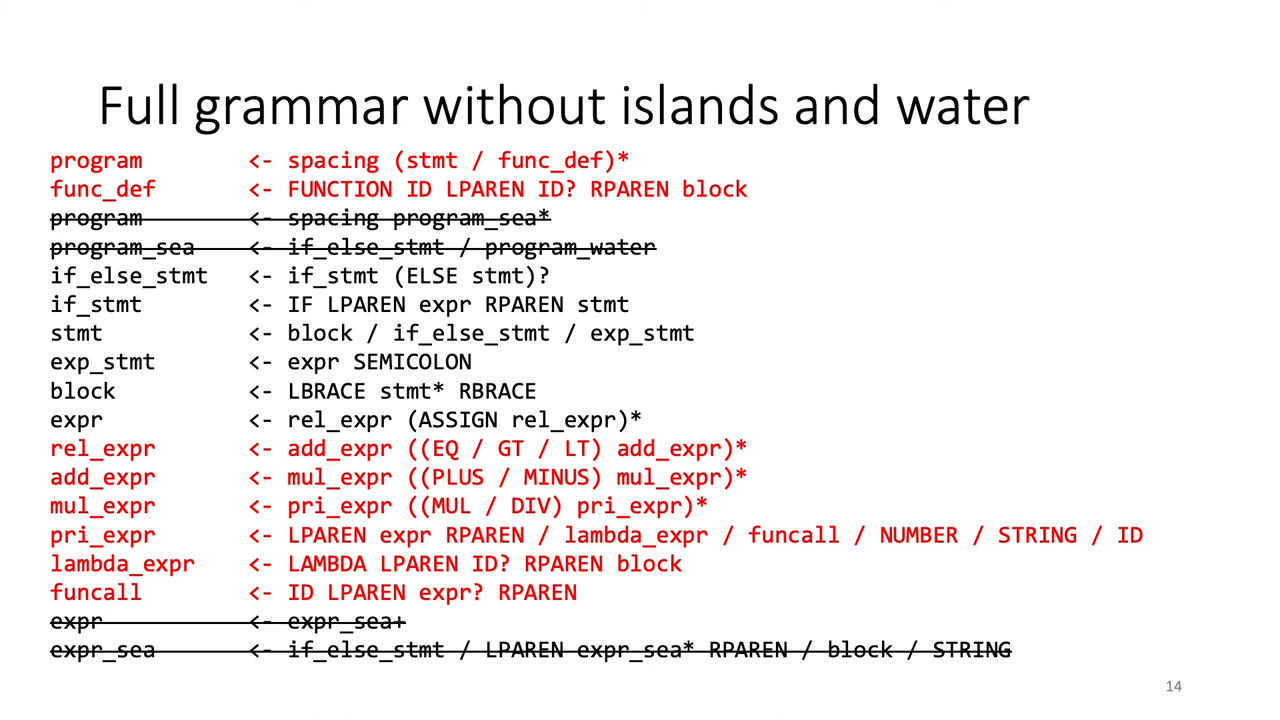 Full grammar without islands and water
program <- spacing (stmt / func_def)*
func_def <- FUNCTION ID LPAREN ID? RPAREN block
program <- spacing program_sea*
program_sea <- if_else_stmt / program_water
if_else_stmt <- if_stmt (ELSE stmt)?
if_stmt <- IF LPAREN expr RPAREN stmt
stmt <- block / if_else_stmt / exp_stmt
exp_stmt <- expr SEMICOLON
block <- LBRACE stmt* RBRACE
expr <- rel_expr (ASSIGN rel_expr)*
rel_expr <- add_expr ((EQ / GT / LT) add_expr)*
add_expr <- mul_expr ((PLUS / MINUS) mul_expr)*
mul_expr <- pri_expr ((MUL / DIV) pri_expr)*
pri_expr <- LPAREN expr RPAREN / lambda_expr / funcall / NUMBER / STRING / ID
lambda_expr <- LAMBDA LPAREN ID? RPAREN block
funcall <- ID LPAREN expr? RPAREN
expr <- expr_sea+
expr_sea <- if_else_stmt / LPAREN expr_sea* RPAREN / block / STRING
14